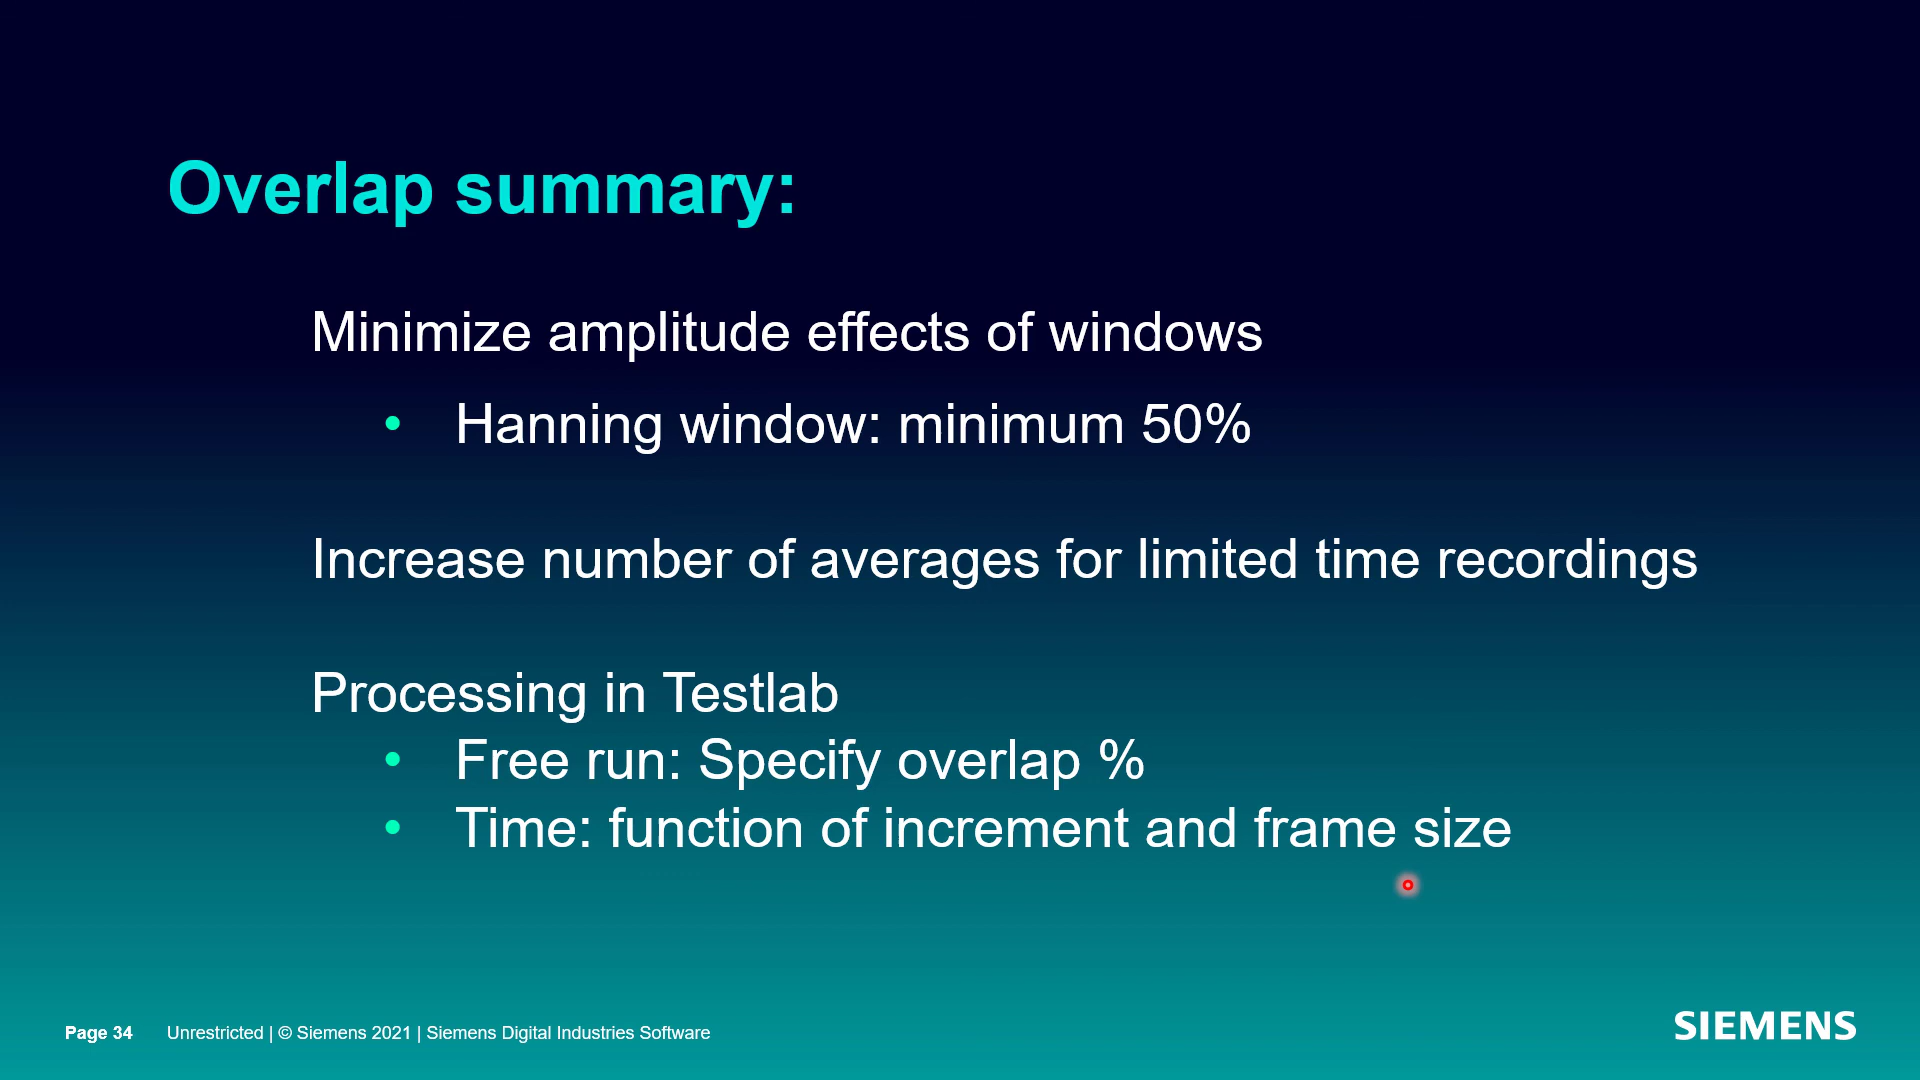 Overlap summary:
Minimize amplitude effects of windows
• Hanning window: minimum 50%
Increase number of averages for limited time recordings
Processing in Testlab
• Free run: Specify overlap %
• Time: function of increment and frame size
Page 34 Unrestricted | © Siemens 2021 | Siemens Digital Industries Software
SIEMENS